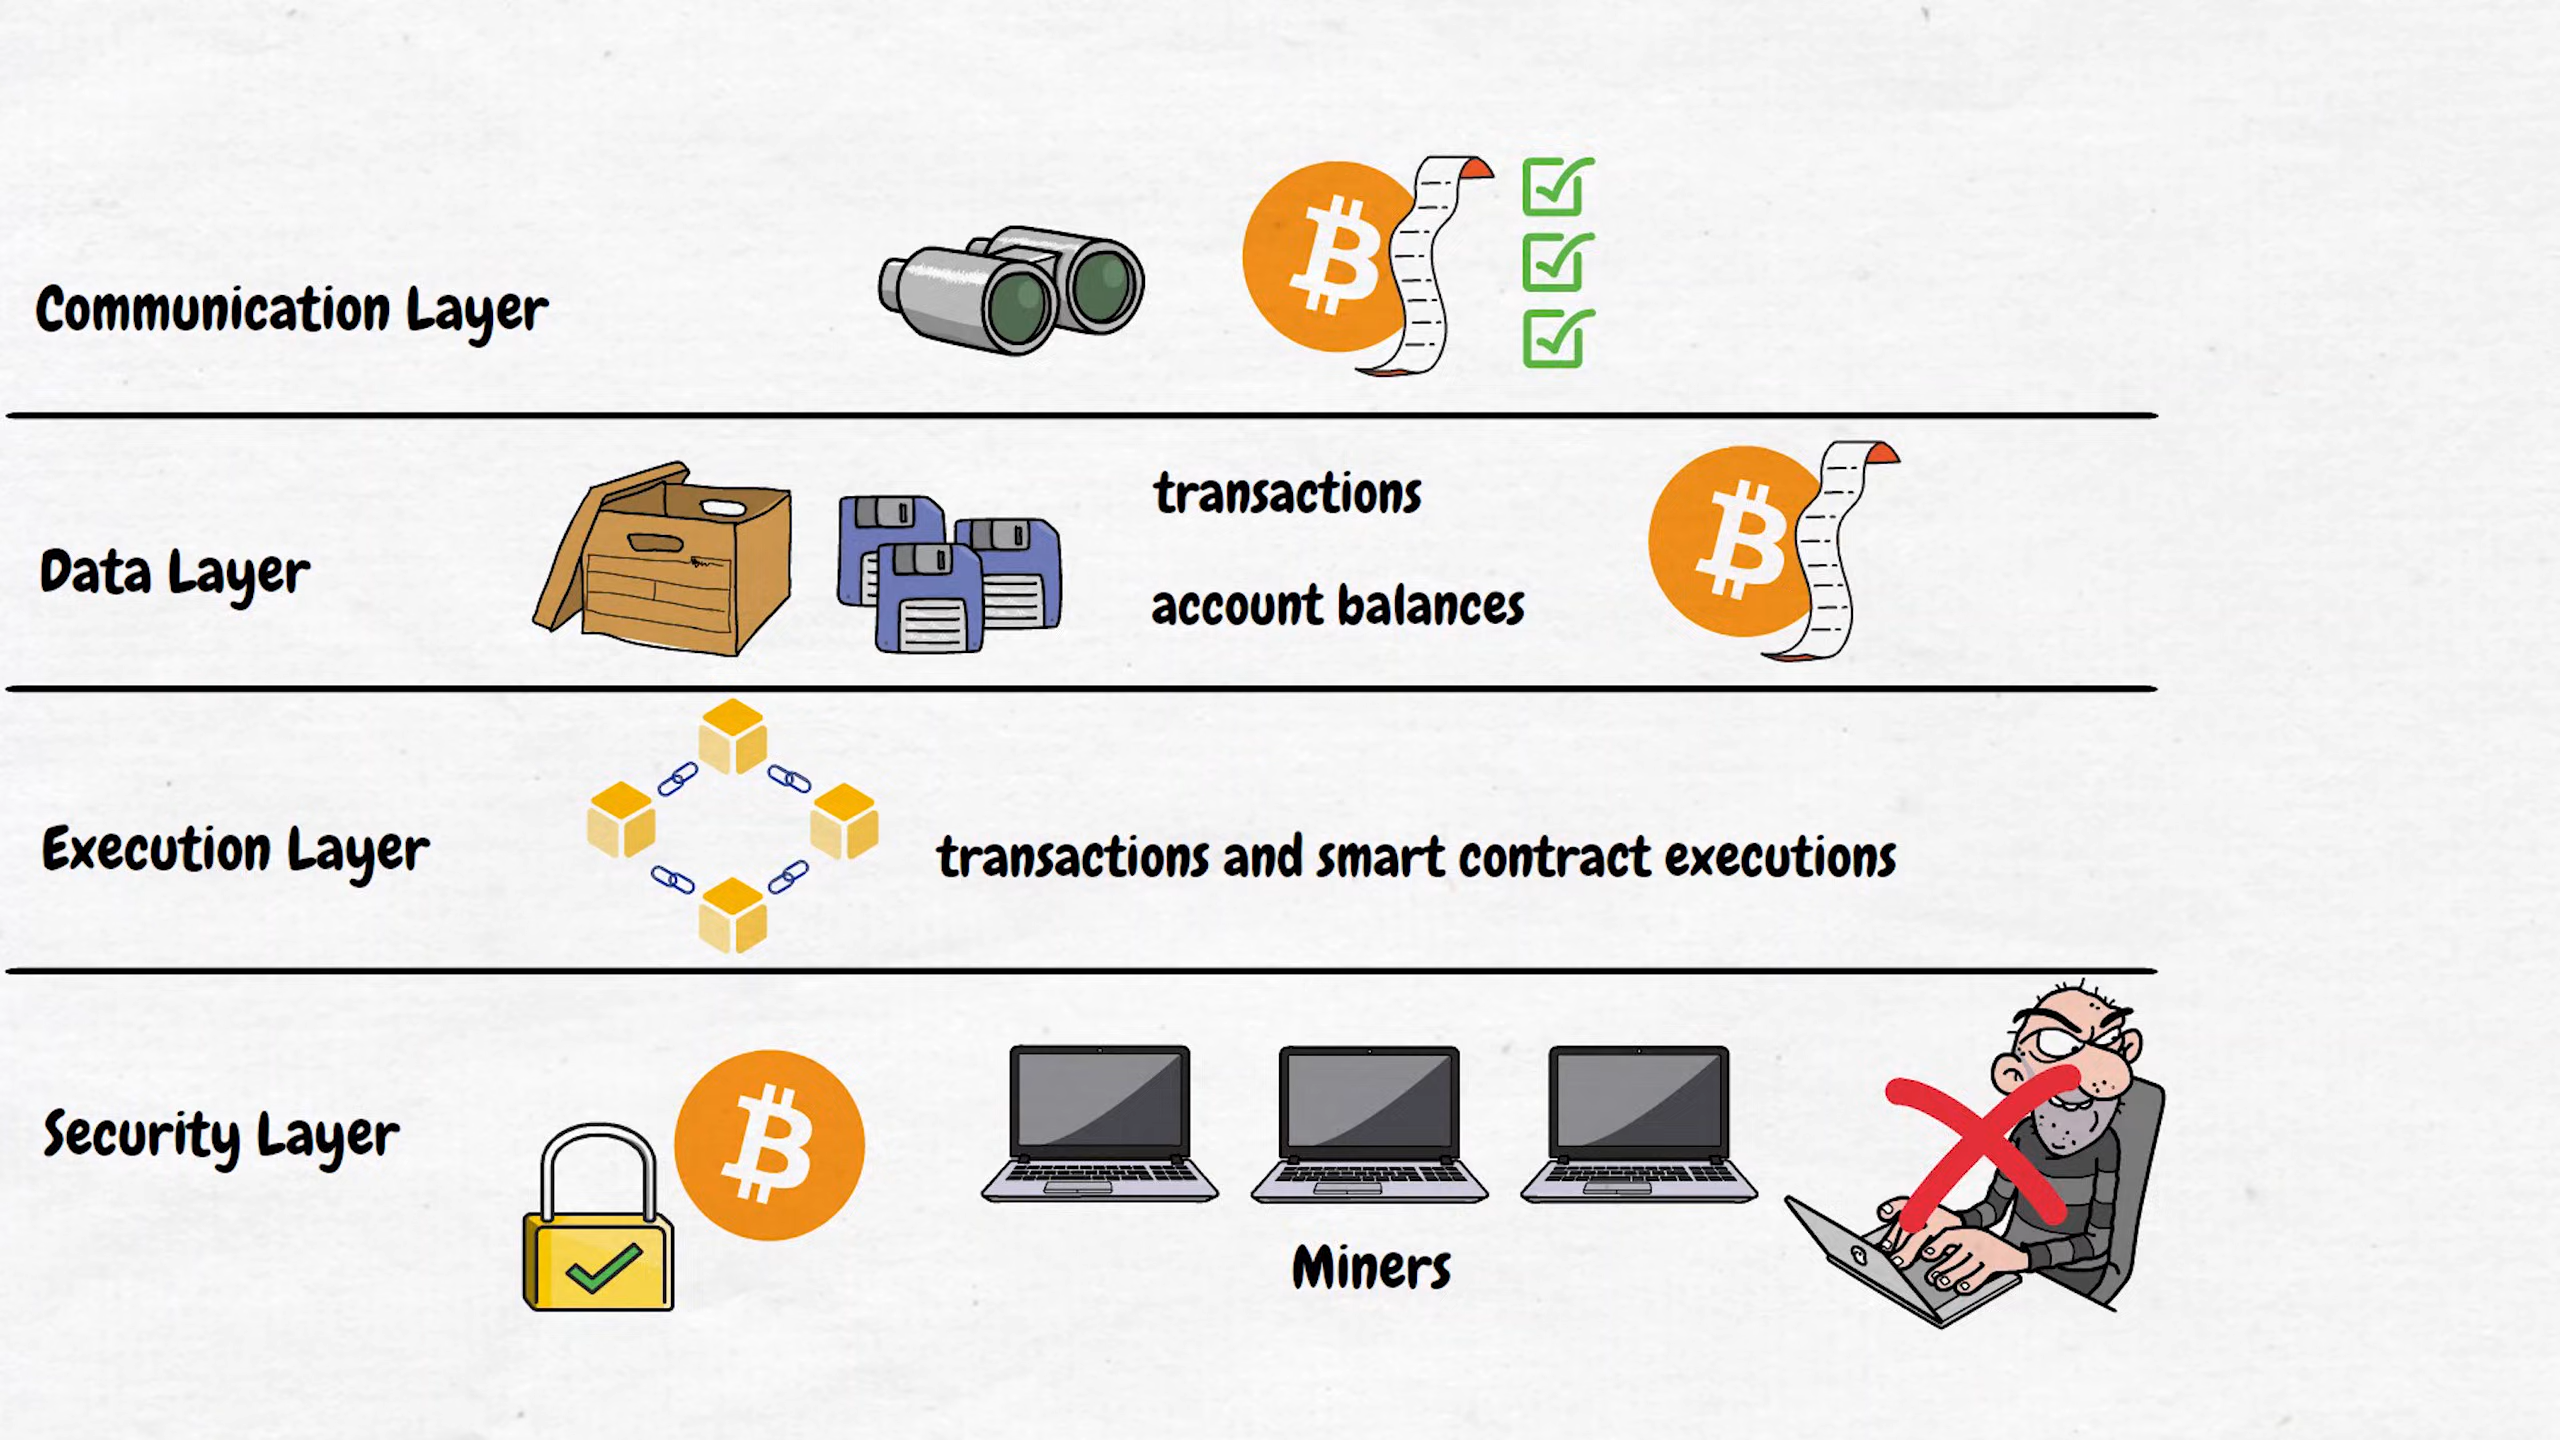 Communication Layer
Data Layer
transactions
account balances
Execution Layer
transactions and smart contract executions
Security Layer
Miners